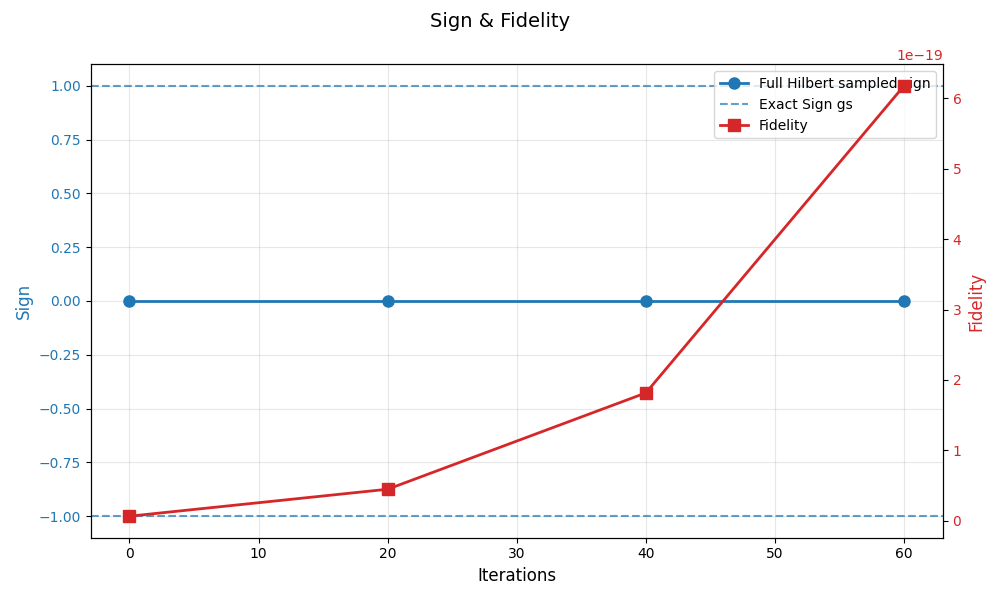 Sign & Fidelity
1e−19
1.00
0.75
0.50
0.25
0.00
−0.25
−0.50
−0.75
−1.00
Sign
Full Hilbert sampled sign
Exact Sign gs
Fidelity
6
5
4
3
2
1
0
Fidelity
0
10
20
30
40
50
60
Iterations